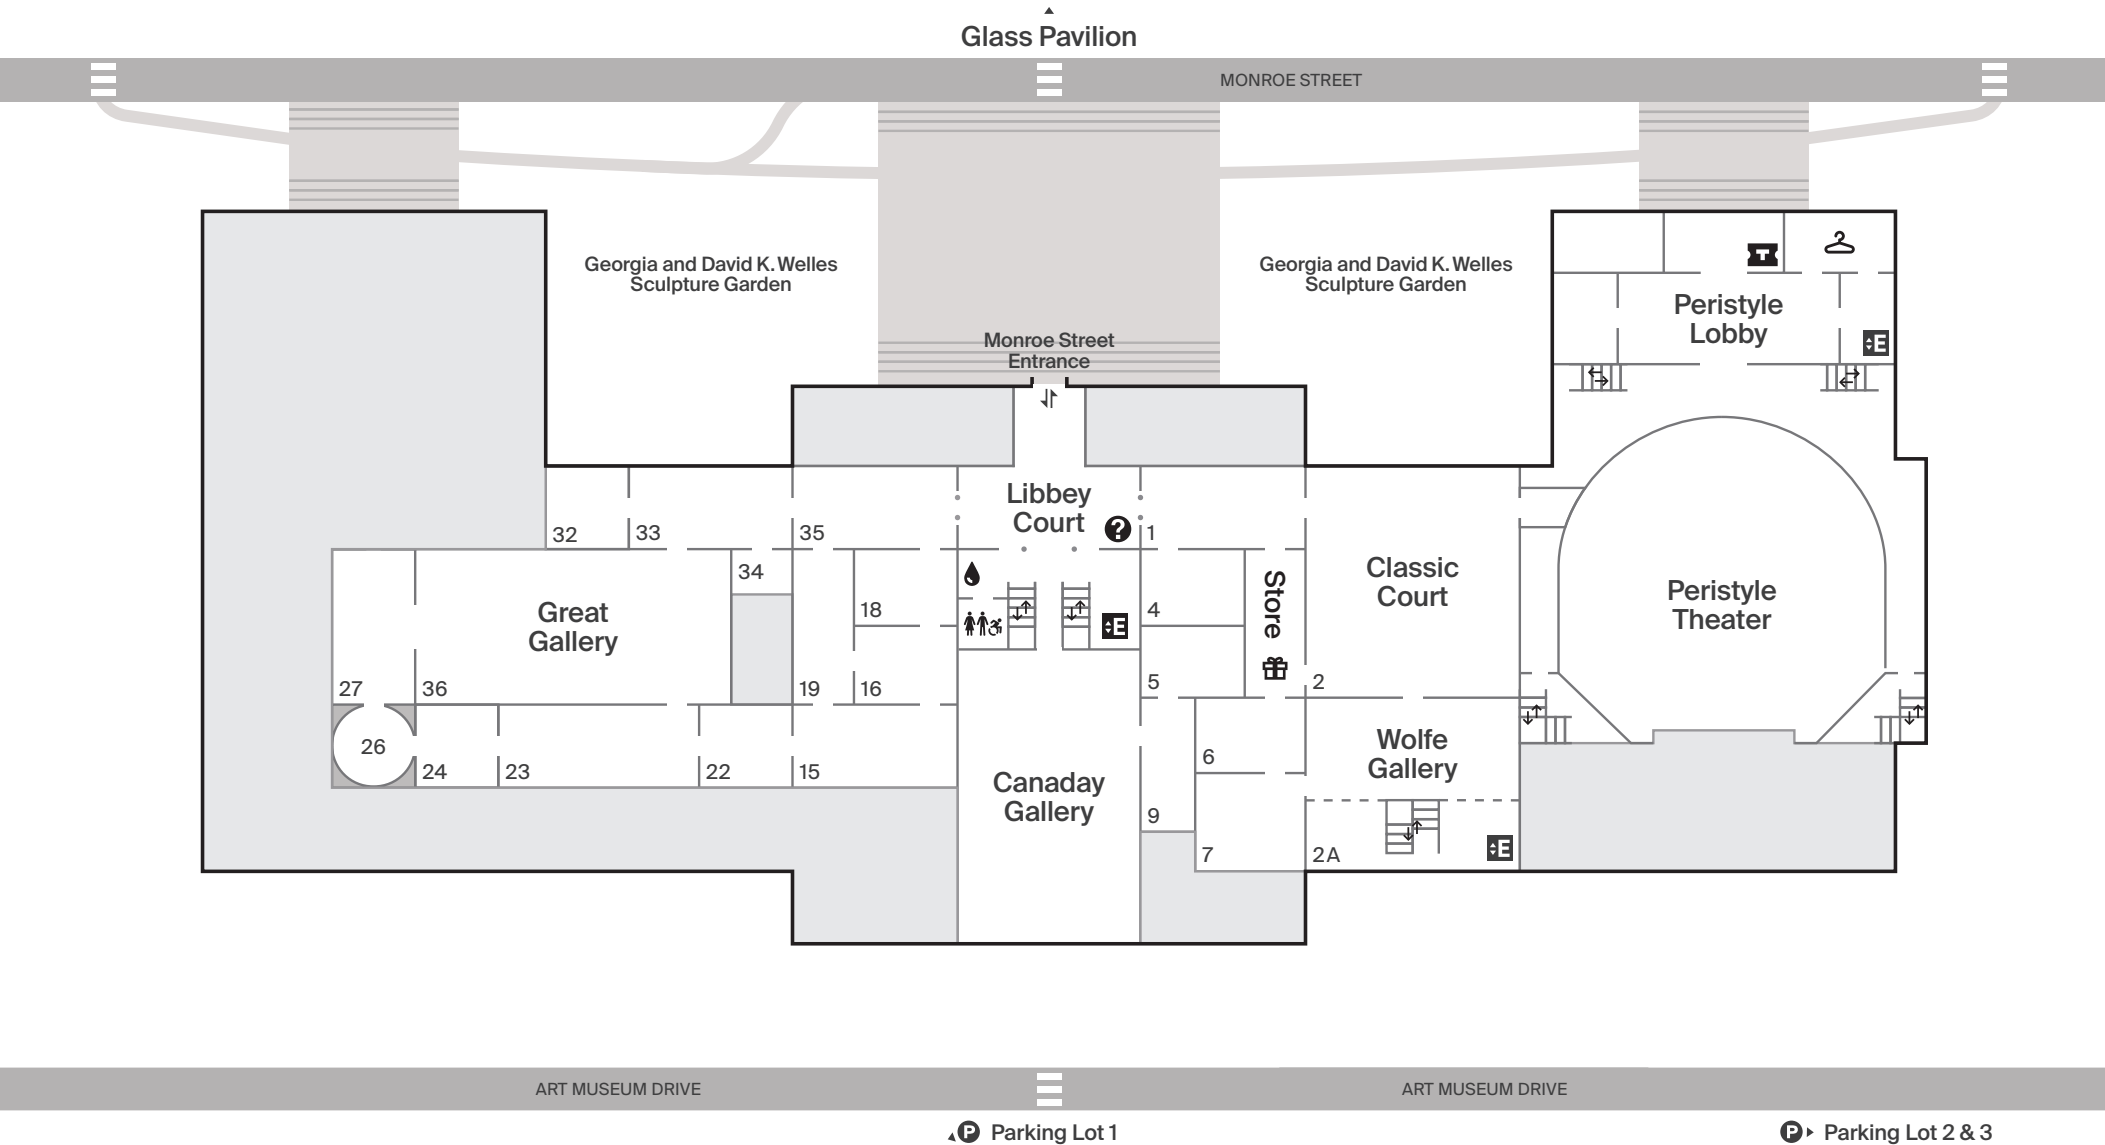 Glass Pavilion
MONROE STREET
Georgia and David K. Welles
Sculpture Garden
Georgia and David K. Welles
Sculpture Garden
Monroe Street
Entrance
T
Peristyle
Lobby
E
Libbey
Court
?
32
33
35
1
34
Great
Gallery
18
4
Store
Classic
Court
Peristyle
Theater
E
27
36
19
16
5
2
26
24
23
22
15
Canaday
Gallery
6
Wolfe
Gallery
9
7
2A
E
ART MUSEUM DRIVE
ART MUSEUM DRIVE
P Parking Lot 1
P Parking Lot 2 & 3